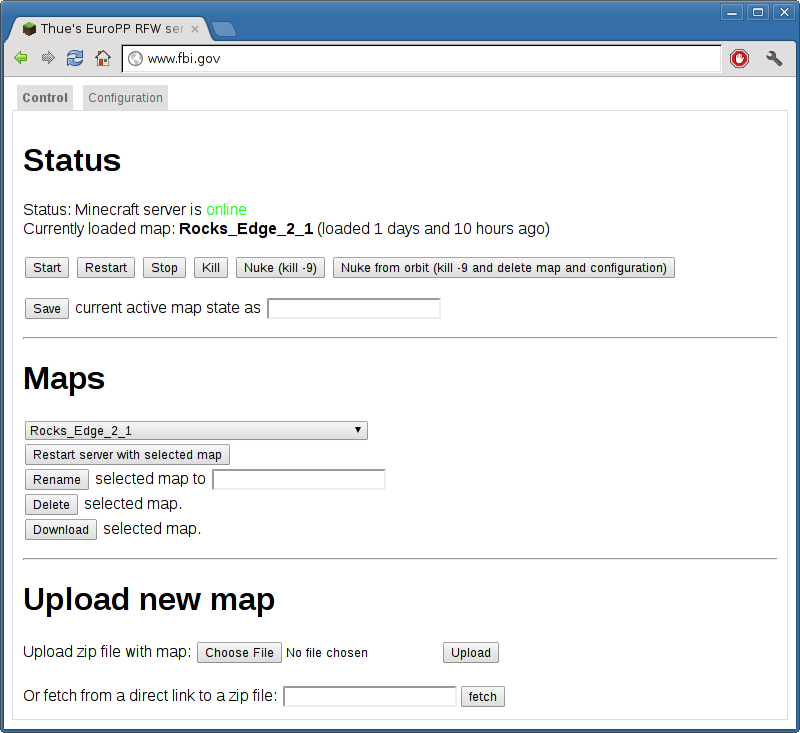 Thue's EuroPP RFW ser
www.fbi.gov
Control Configuration
Status
Status: Minecraft server is online
Currently loaded map: Rocks_Edge_2_1 (loaded 1 days and 10 hours ago)
Start Restart Stop Kill Nuke (kill -9) Nuke from orbit (kill -9 and delete map and configuration)
Save current active map state as
Maps
Rocks_Edge_2_1
Restart server with selected map
Rename selected map to
Delete selected map.
Download selected map.
Upload new map
Upload zip file with map: Choose File No file chosen Upload
Or fetch from a direct link to a zip file: fetch